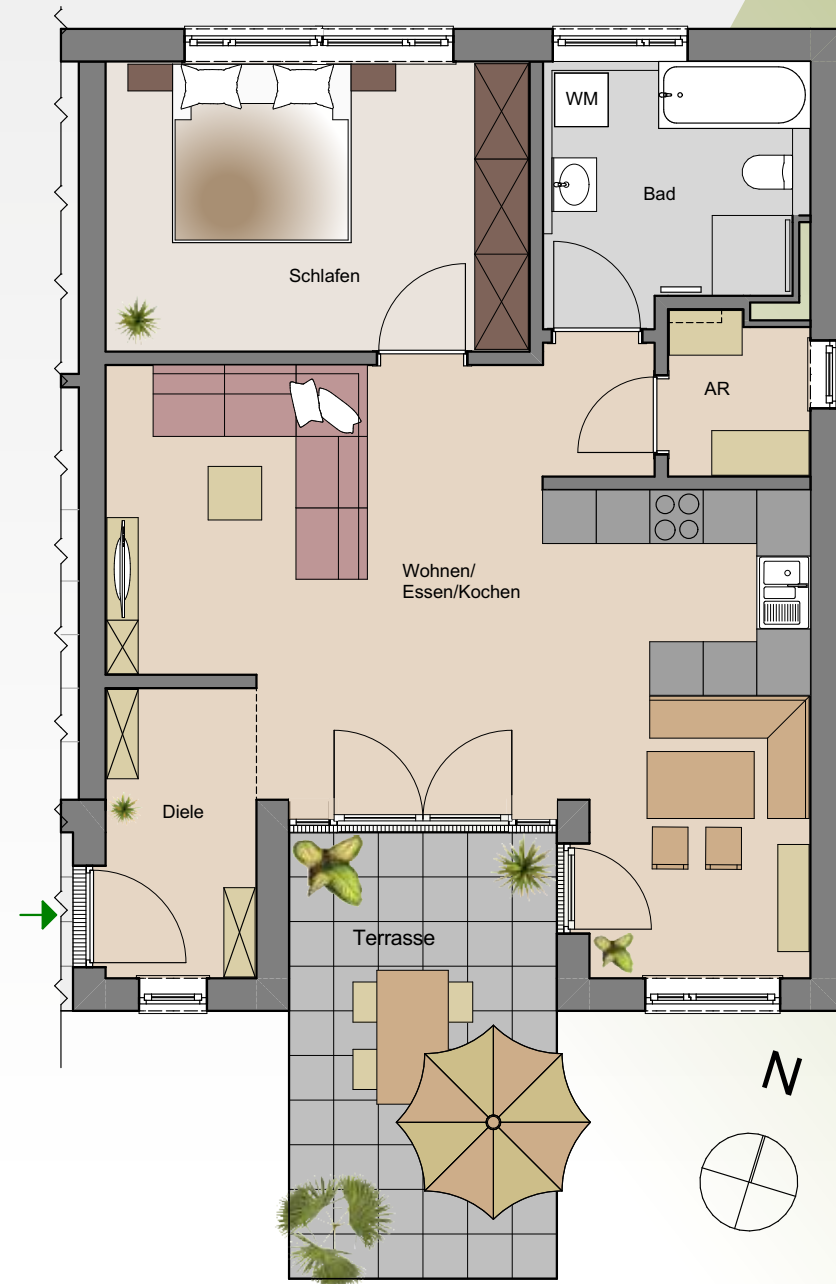 WM
Bad
Schlafen
AR
Wohnen/
Essen/Kochen
Diele
Terrasse
N